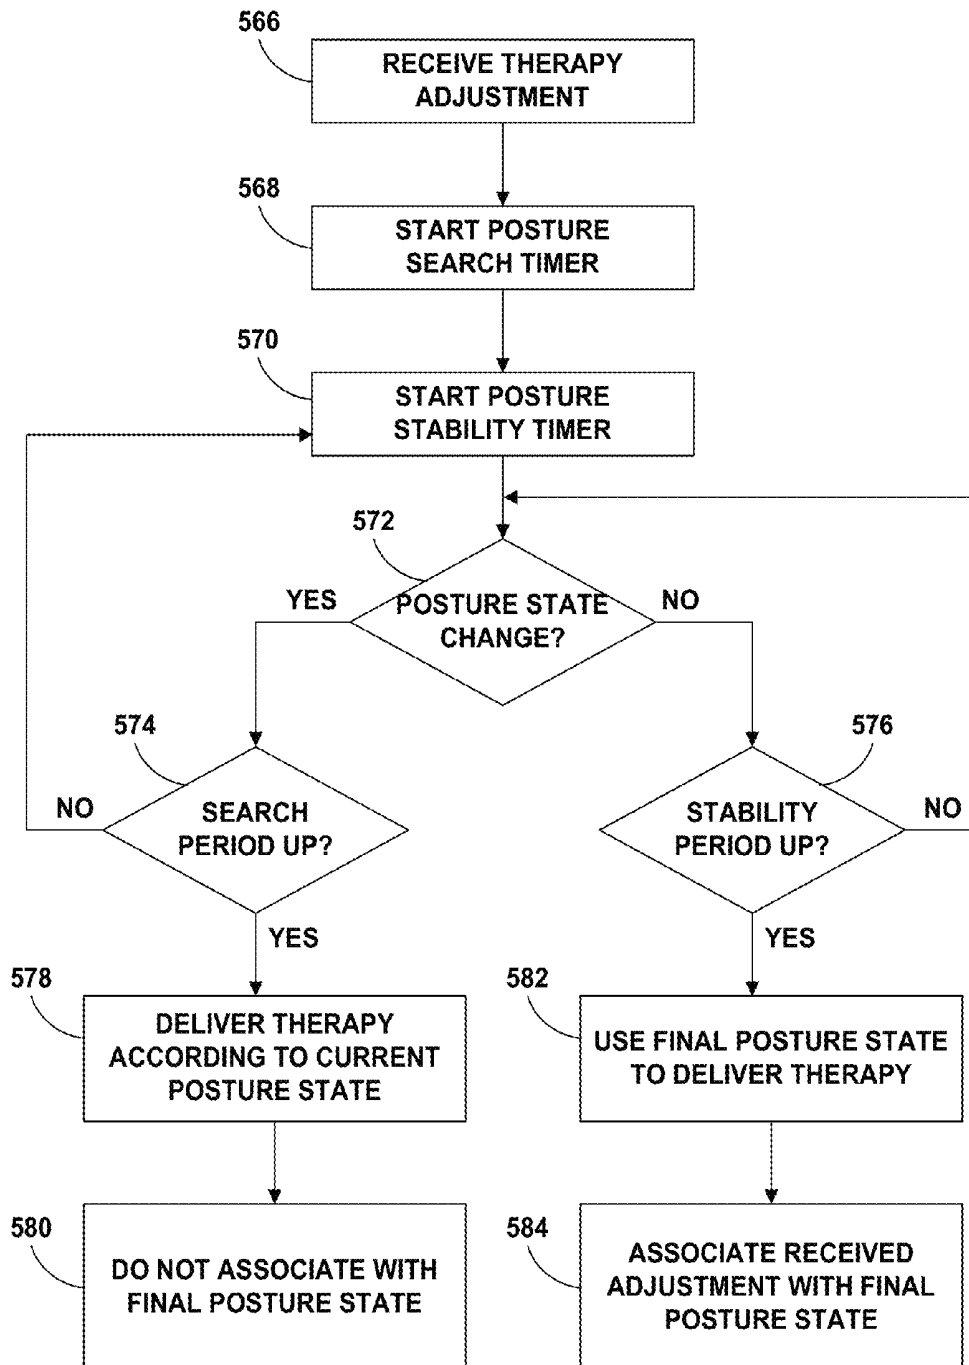 566
RECEIVE THERAPY
ADJUSTMENT
568
START POSTURE
SEARCH TIMER
570
START POSTURE
STABILITY TIMER
572
YES
POSTURE STATE
CHANGE?
NO
574
NO
SEARCH
PERIOD UP?
YES
576
STABILITY
PERIOD UP?
NO
YES
578
DELIVER THERAPY
ACCORDING TO CURRENT
POSTURE STATE
582
USE FINAL POSTURE STATE
TO DELIVER THERAPY
580
DO NOT ASSOCIATE WITH
FINAL POSTURE STATE
584
ASSOCIATE RECEIVED
ADJUSTMENT WITH FINAL
POSTURE STATE